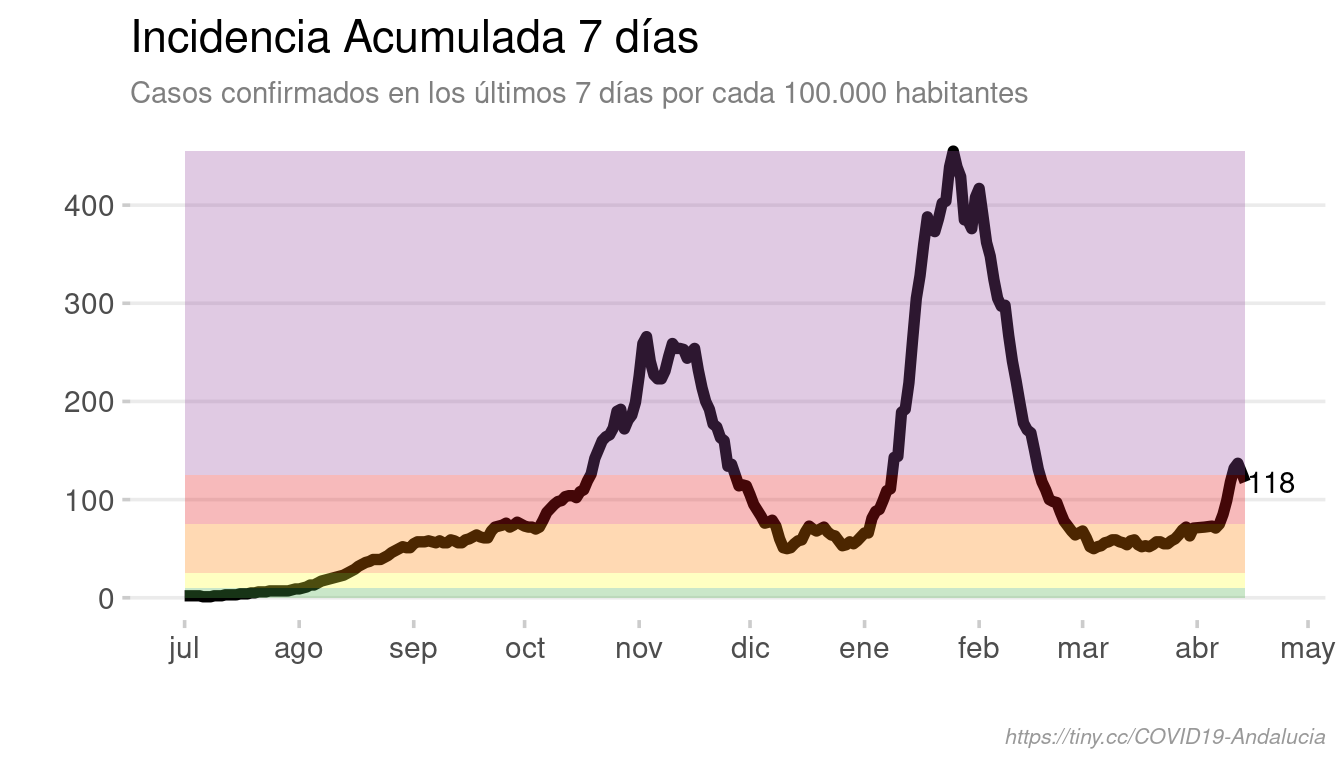 Incidencia Acumulada 7 días
Casos confirmados en los últimos 7 días por cada 100.000 habitantes
400
300
200
100
0
118
jul ago sep oct nov dic ene feb mar abr may
https://tiny.cc/COVID19-Andalucia